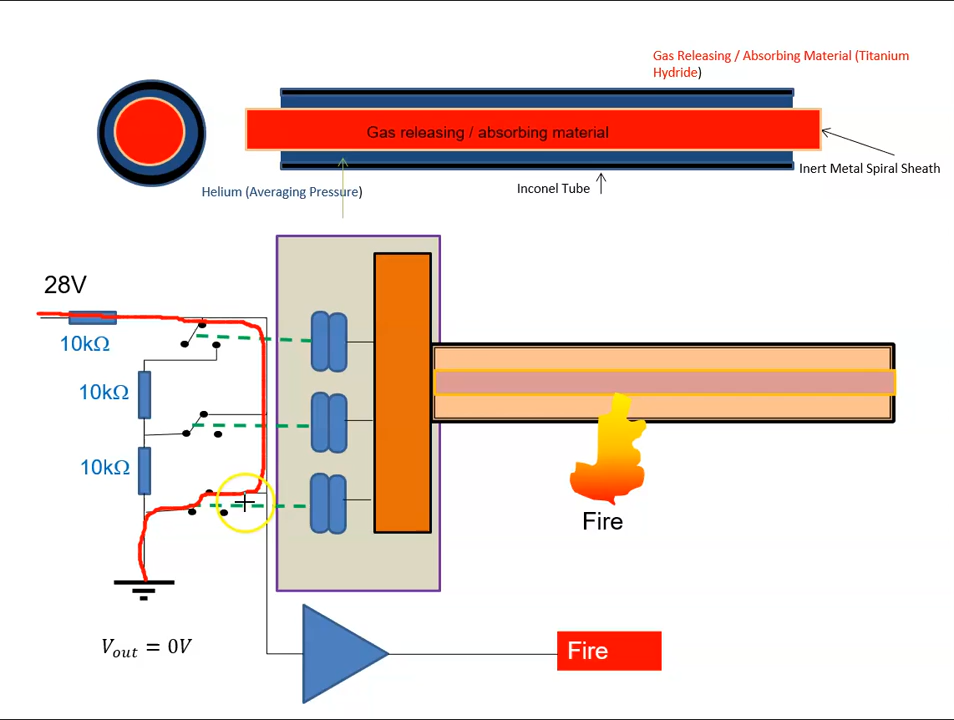 Gas Releasing / Absorbing Material (Titanium
Hydride)
Gas releasing / absorbing material
Inert Metal Spiral Sheath
Helium (Averaging Pressure)
Inconel Tube
28V
10kΩ
10kΩ
10kΩ
Fire
V_out = 0V
Fire